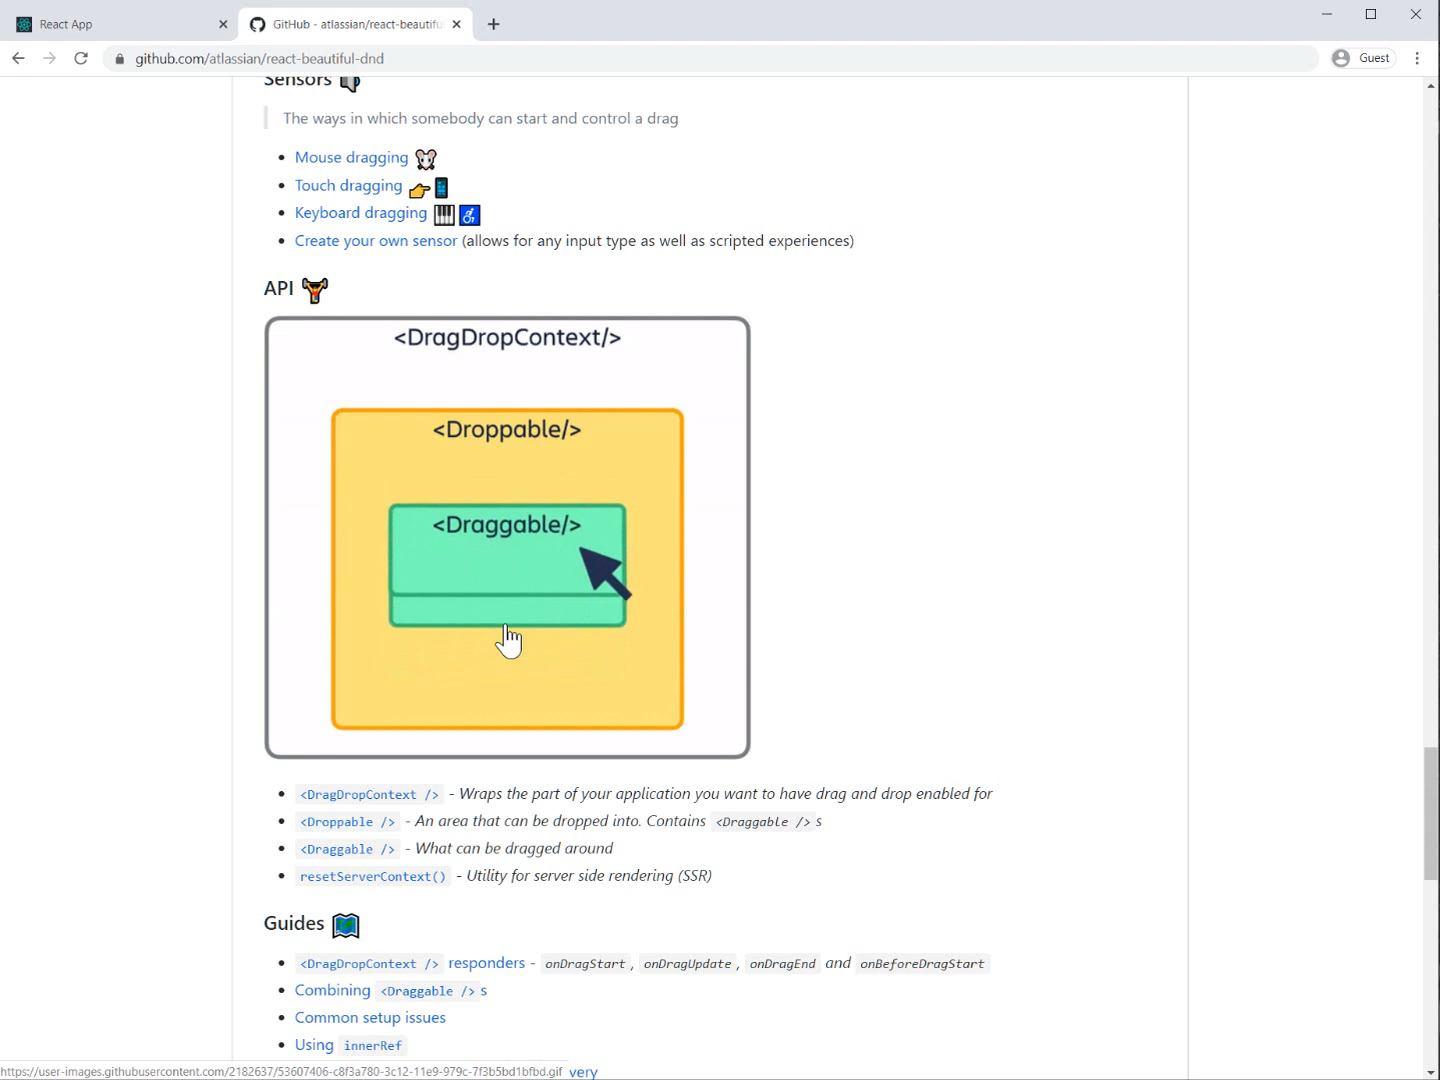 React App
GitHub - atlassian/react-beautifu
github.com/atlassian/react-beautiful-dnd
Guest
Sensors
The ways in which somebody can start and control a drag
Mouse dragging
Touch dragging
Keyboard dragging
Create your own sensor (allows for any input type as well as scripted experiences)
API
<DragDropContext/>
<Droppable/>
<Draggable/>
<DragDropContext /> - Wraps the part of your application you want to have drag and drop enabled for
<Droppable /> - An area that can be dropped into. Contains <Draggable /> s
<Draggable /> - What can be dragged around
resetServerContext() - Utility for server side rendering (SSR)
Guides
<DragDropContext /> responders - onDragStart , onDragUpdate , onDragEnd and onBeforeDragStart
Combining <Draggable /> s
Common setup issues
Using innerRef
https://user-images.githubusercontent.com/2182637/53607406-c8f3a780-3c12-11e9-979c-7f3b5bd1bfbd.gif very